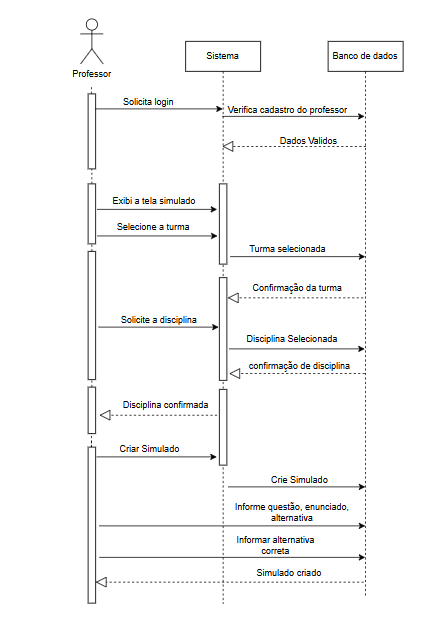 Sistema
Banco de dados
Professor
Solicita login
Verifica cadastro do professor
Dados Validos
Exibi a tela simulado
Selecione a turma
Turma selecionada
Confirmação da turma
Solicite a disciplina
Disciplina Selecionada
confirmação de disciplina
Disciplina confirmada
Criar Simulado
Crie Simulado
Informe questão, enunciado,
alternativa
Informar alternativa
correta
Simulado criado